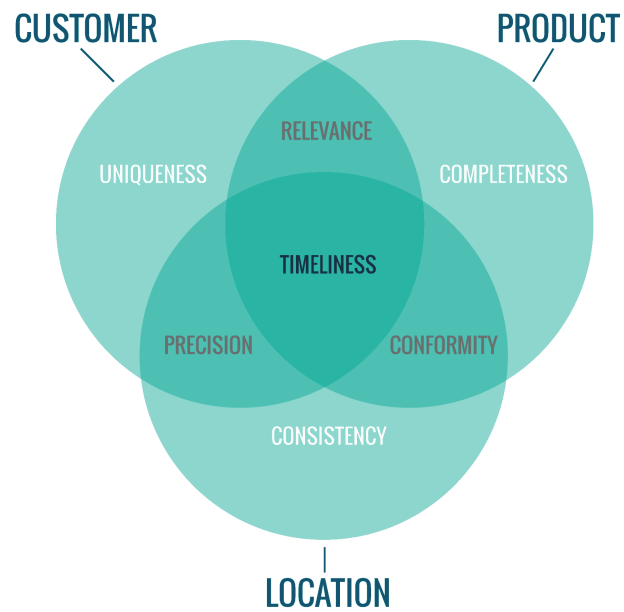 CUSTOMER
PRODUCT
RELEVANCE
UNIQUENESS
COMPLETENESS
TIMELINESS
PRECISION
CONFORMITY
CONSISTENCY
LOCATION